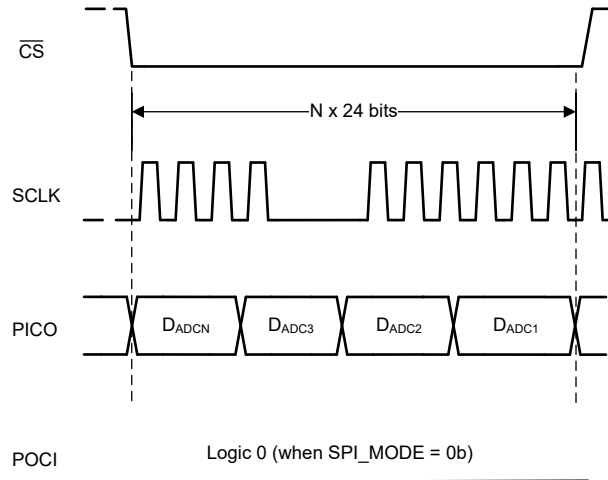 CS
N x 24 bits
SCLK
PICO
DADCN
DADC3
DADC2
DADC1
POCI
Logic 0 (when SPI_MODE = 0b)